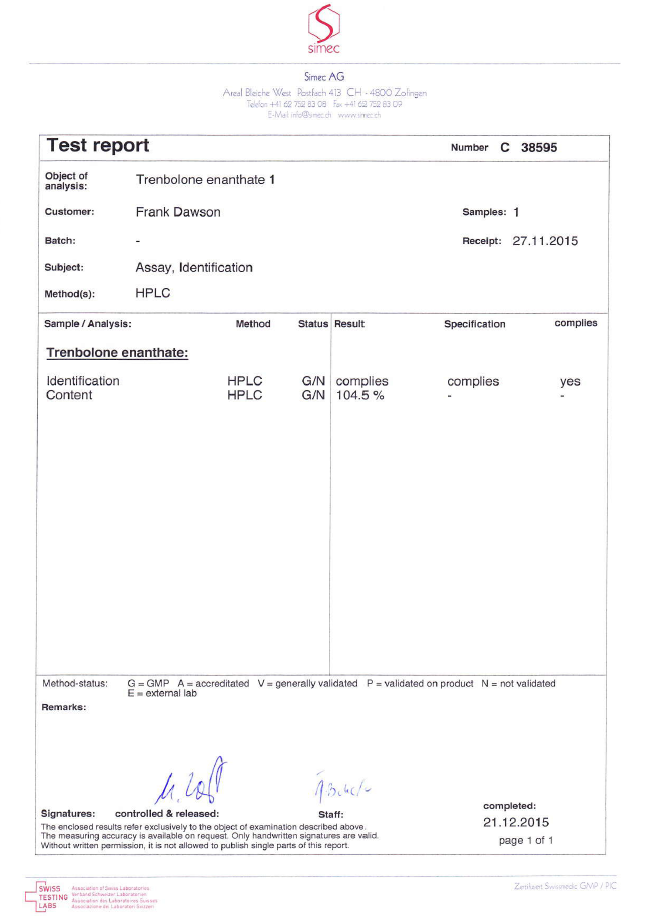 simec
Simec AG
Areal Bleiche West Postfach 413 CH - 4800 Zofingen
Telefon +41 62 752 83 08 Fax +41 62 752 83 09
E-Mail info@simec.ch www.simec.ch
Test report Number C 38595
Object of analysis: Trenbolone enanthate 1
Customer: Frank Dawson Samples: 1
Batch: - Receipt: 27.11.2015
Subject: Assay, Identification
Method(s): HPLC
Sample / Analysis: Method Status Result Specification complies
Trenbolone enanthate:
Identification HPLC G/N complies complies yes
Content HPLC G/N 104.5 % - -
Method-status: G = GMP A = accreditated V = generally validated P = validated on product N = not validated
E = external lab
Remarks:
completed:
Signatures: controlled & released: Staff:
21.12.2015
The enclosed results refer exclusively to the object of examination described above.
The measuring accuracy is available on request. Only handwritten signatures are valid.
Without written permission, it is not allowed to publish single parts of this report.
page 1 of 1
SWISS TESTING LABS
Association of Swiss Laboratories
Verband Schweizer Laboratorien
Association des Laboratoires Suisses
Associazione dei Laboratori Svizzeri
Zertifiziert Swissmedic GMP / PIC